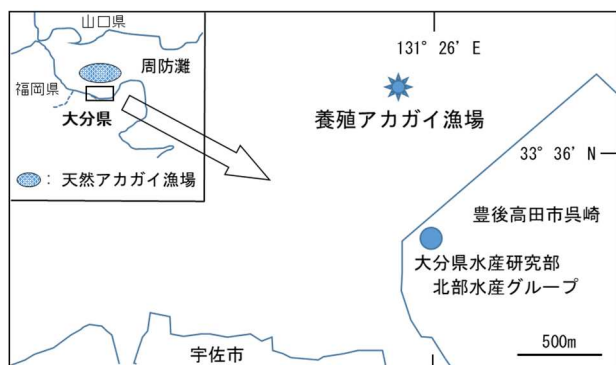 山口県
周防灘
福岡県
大分県
: 天然アカガイ漁場
131° 26’ E
養殖アカガイ漁場
33° 36’ N
豊後高田市呉崎
大分県水産研究部
北部水産グループ
宇佐市
500m